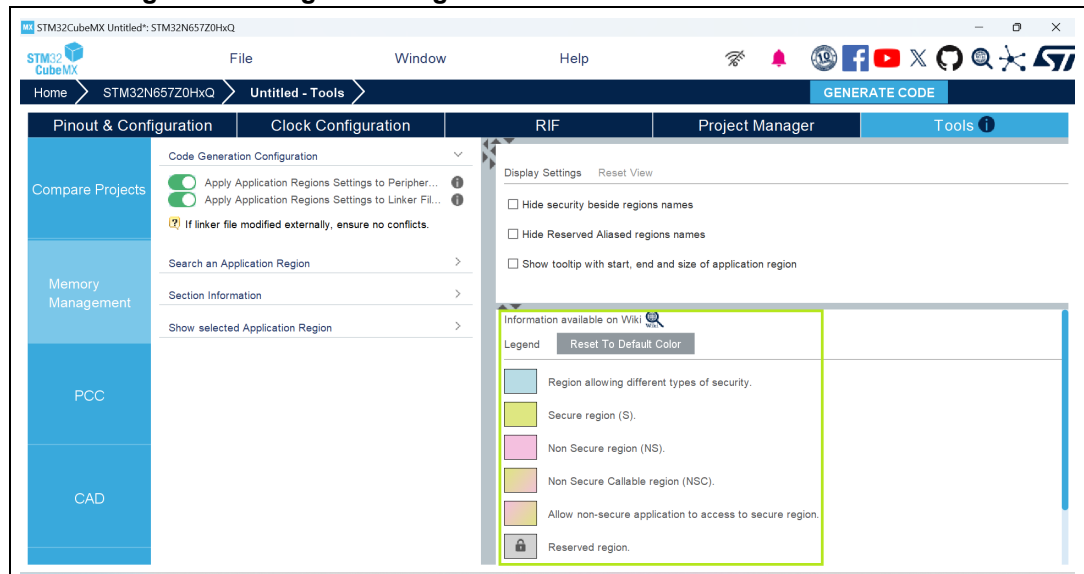 STM32CubeMX Untitled*: STM32N657Z0HxQ
STM32
CubeMX
File
Window
Help
Home
STM32N657Z0HxQ
Untitled - Tools
GENERATE CODE
Pinout & Configuration
Clock Configuration
RIF
Project Manager
Tools
Compare Projects
Memory
Management
PCC
CAD
Code Generation Configuration
Apply Application Regions Settings to Peripher...
Apply Application Regions Settings to Linker Fil...
If linker file modified externally, ensure no conflicts.
Search an Application Region
Section Information
Show selected Application Region
Display Settings Reset View
Hide security beside regions names
Hide Reserved Aliased regions names
Show tooltip with start, end and size of application region
Information available on Wiki
Legend Reset To Default Color
Region allowing different types of security.
Secure region (S).
Non Secure region (NS).
Non Secure Callable region (NSC).
Allow non-secure application to access to secure region.
Reserved region.